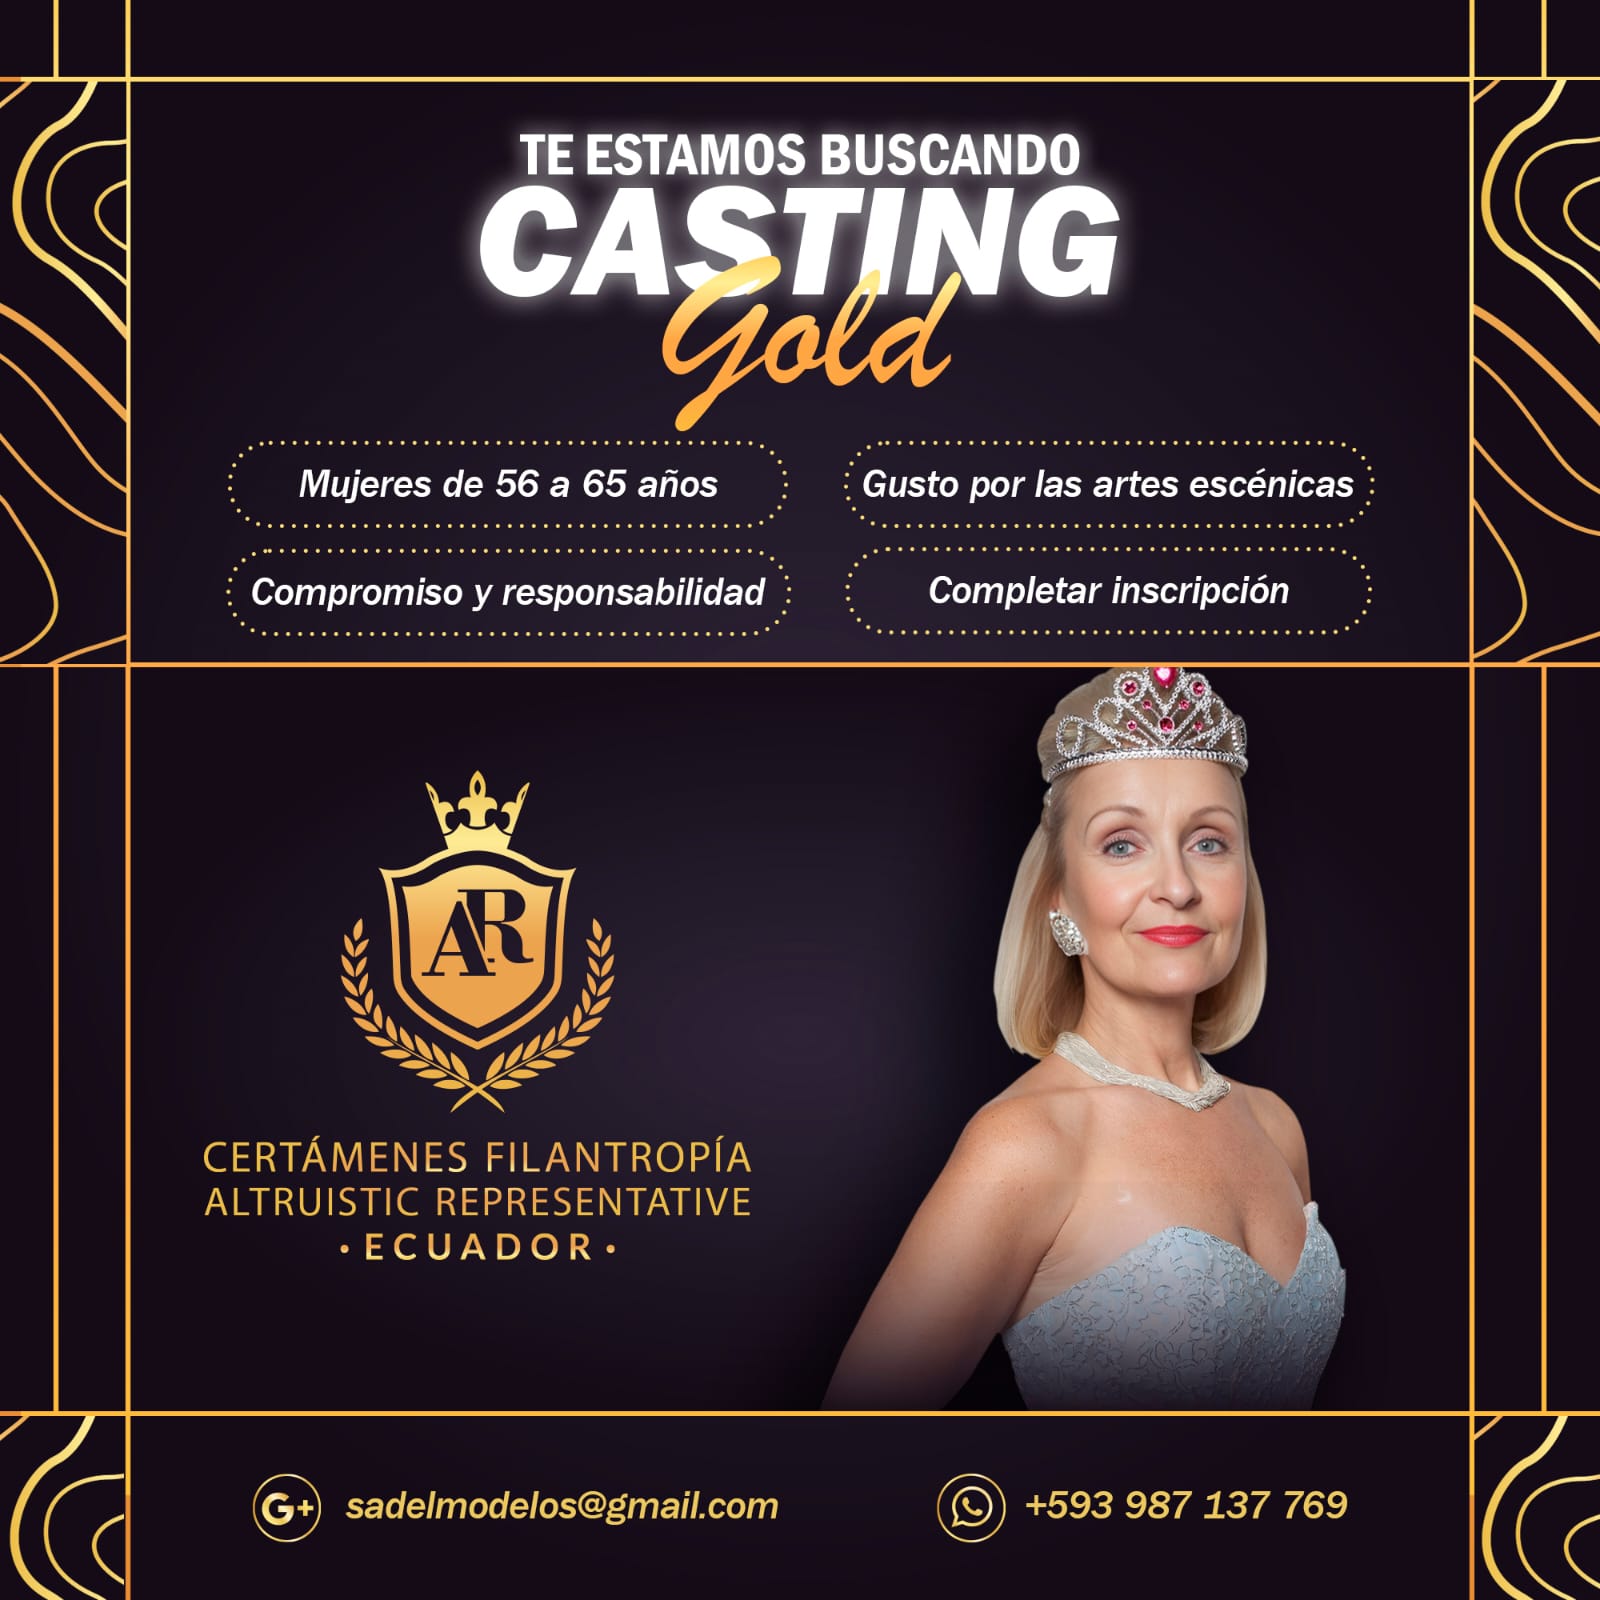 TE ESTAMOS BUSCANDO
CASTING
Gold
Mujeres de 56 a 65 años
Gusto por las artes escénicas
Compromiso y responsabilidad
Completar inscripción
AR
CERTÁMENES FILANTROPÍA
ALTRUISTIC REPRESENTATIVE
• ECUADOR •
G+ sadelmodelos@gmail.com
+593 987 137 769